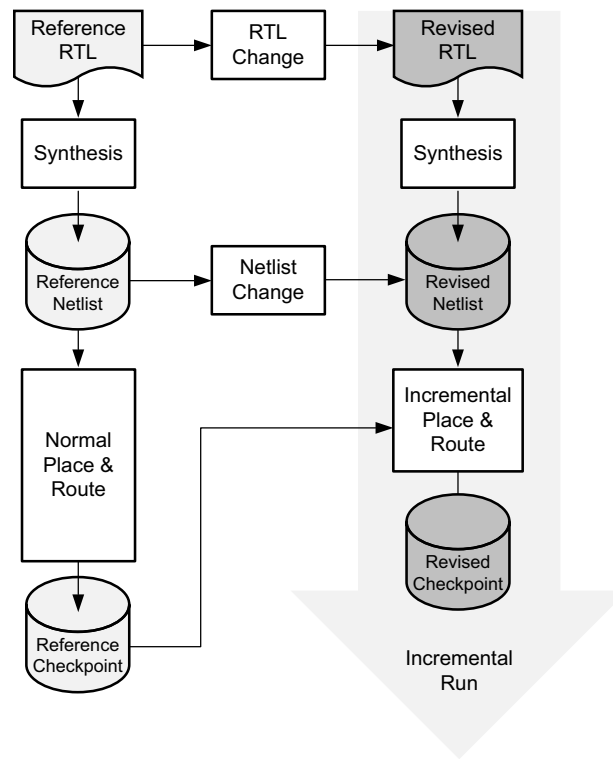 Reference
RTL
RTL
Change
Revised
RTL
Synthesis
Synthesis
Reference
Netlist
Netlist
Change
Revised
Netlist
Normal
Place &
Route
Incremental
Place &
Route
Revised
Checkpoint
Reference
Checkpoint
Incremental
Run